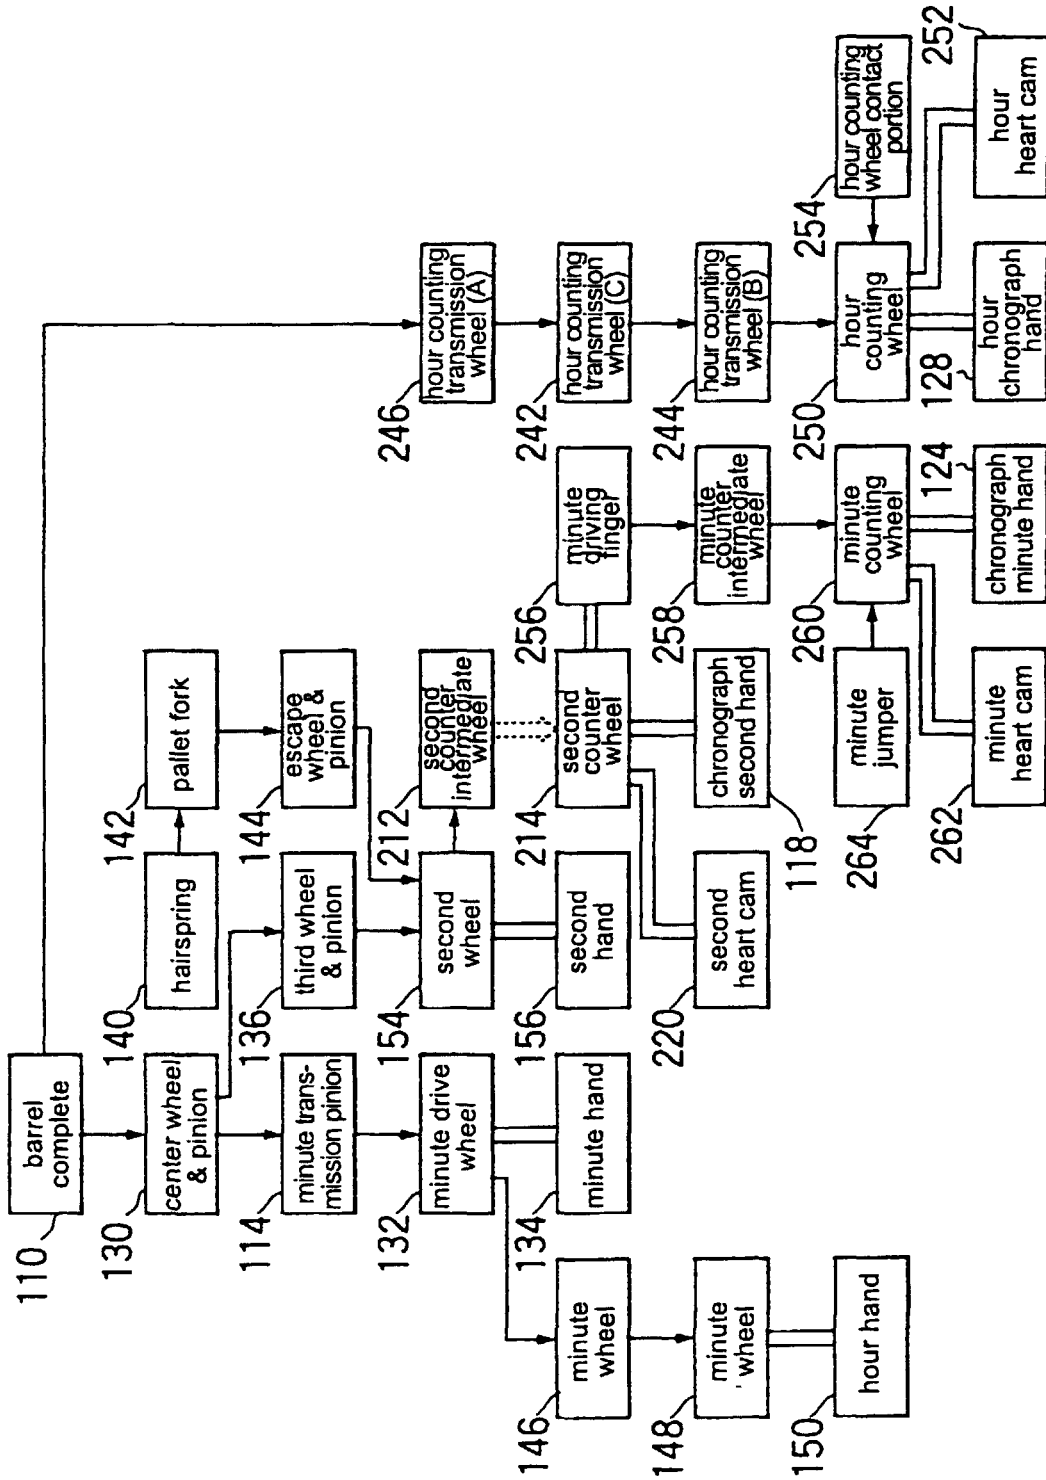 barrel
complete
110
center wheel
& pinion
130
hairspring
140
pallet fork
142
minute trans-
mission pinion
114
third wheel
& pinion
136
escape
wheel &
pinion
144
minute drive
wheel
132
second
wheel
154
second
counter
intermediate
wheel
212
hour counting
transmission
wheel (A)
246
minute
wheel
146
minute hand
134
second
hand
156
second
counter
wheel
214
minute
driving
finger
256
hour counting
transmission
wheel (C)
242
minute
wheel
148
second
heart cam
220
chronograph
second hand
118
minute
counter
intermediate
wheel
258
hour counting
transmission
wheel (B)
244
hour hand
150
minute
jumper
264
minute
counting
wheel
260
hour
counting
wheel
250
hour counting
wheel contact
portion
254
minute
heart cam
262
chronograph
minute hand
124
hour
chronograph
hand
128
hour
heart cam
252